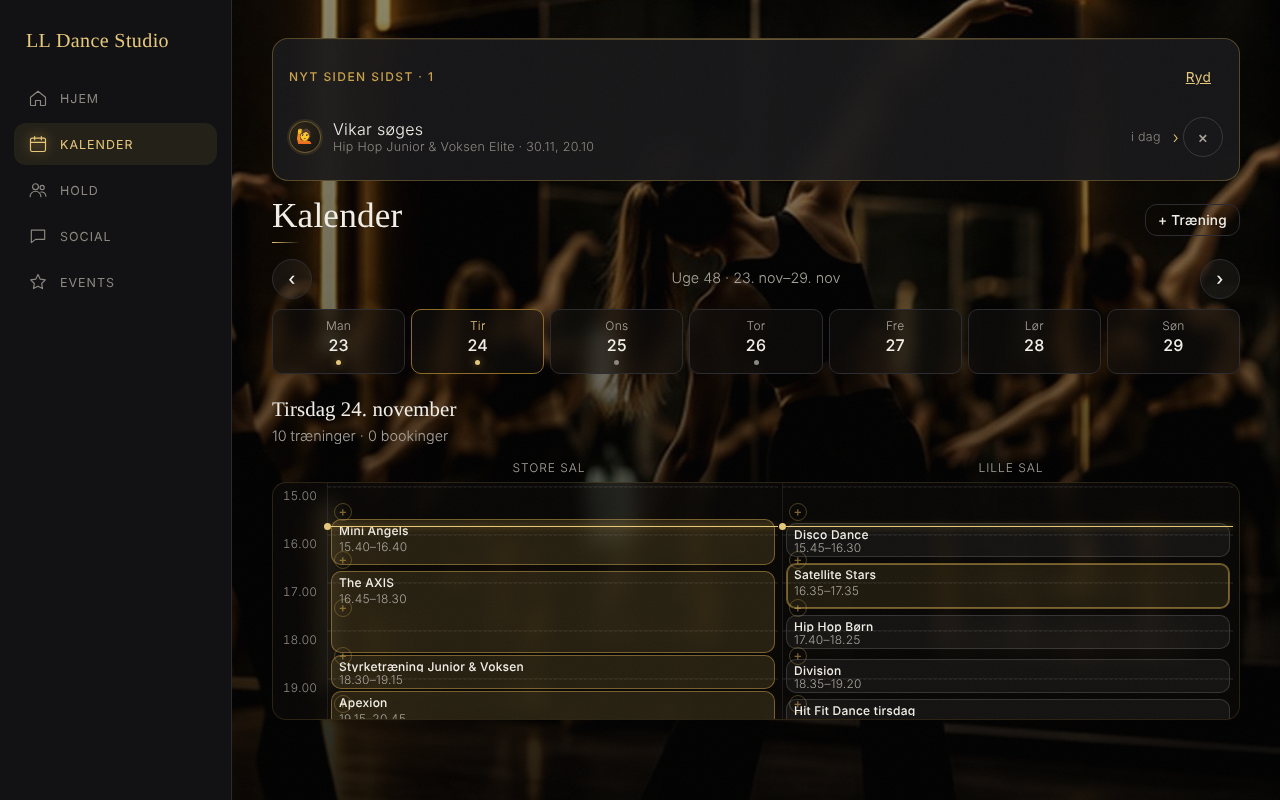 LL Dance Studio
HJEM
KALENDER
HOLD
SOCIAL
EVENTS
NYT SIDEN SIDST · 1
Ryd
Vikar søges
Hip Hop Junior & Voksen Elite · 30.11, 20.10
i dag
Kalender
+ Træning
Uge 48 · 23. nov–29. nov
Man
23
Tir
24
Ons
25
Tor
26
Fre
27
Lør
28
Søn
29
Tirsdag 24. november
10 træninger · 0 bookinger
STORE SAL
LILLE SAL
15.00
16.00
17.00
18.00
19.00
Mini Angels
15.40–16.40
The AXIS
16.45–18.30
Styrketræning Junior & Voksen
18.30–19.15
Apexion
19.15–20.45
Disco Dance
15.45–16.30
Satellite Stars
16.35–17.35
Hip Hop Børn
17.40–18.25
Division
18.35–19.20
Hit Fit Dance tirsdag